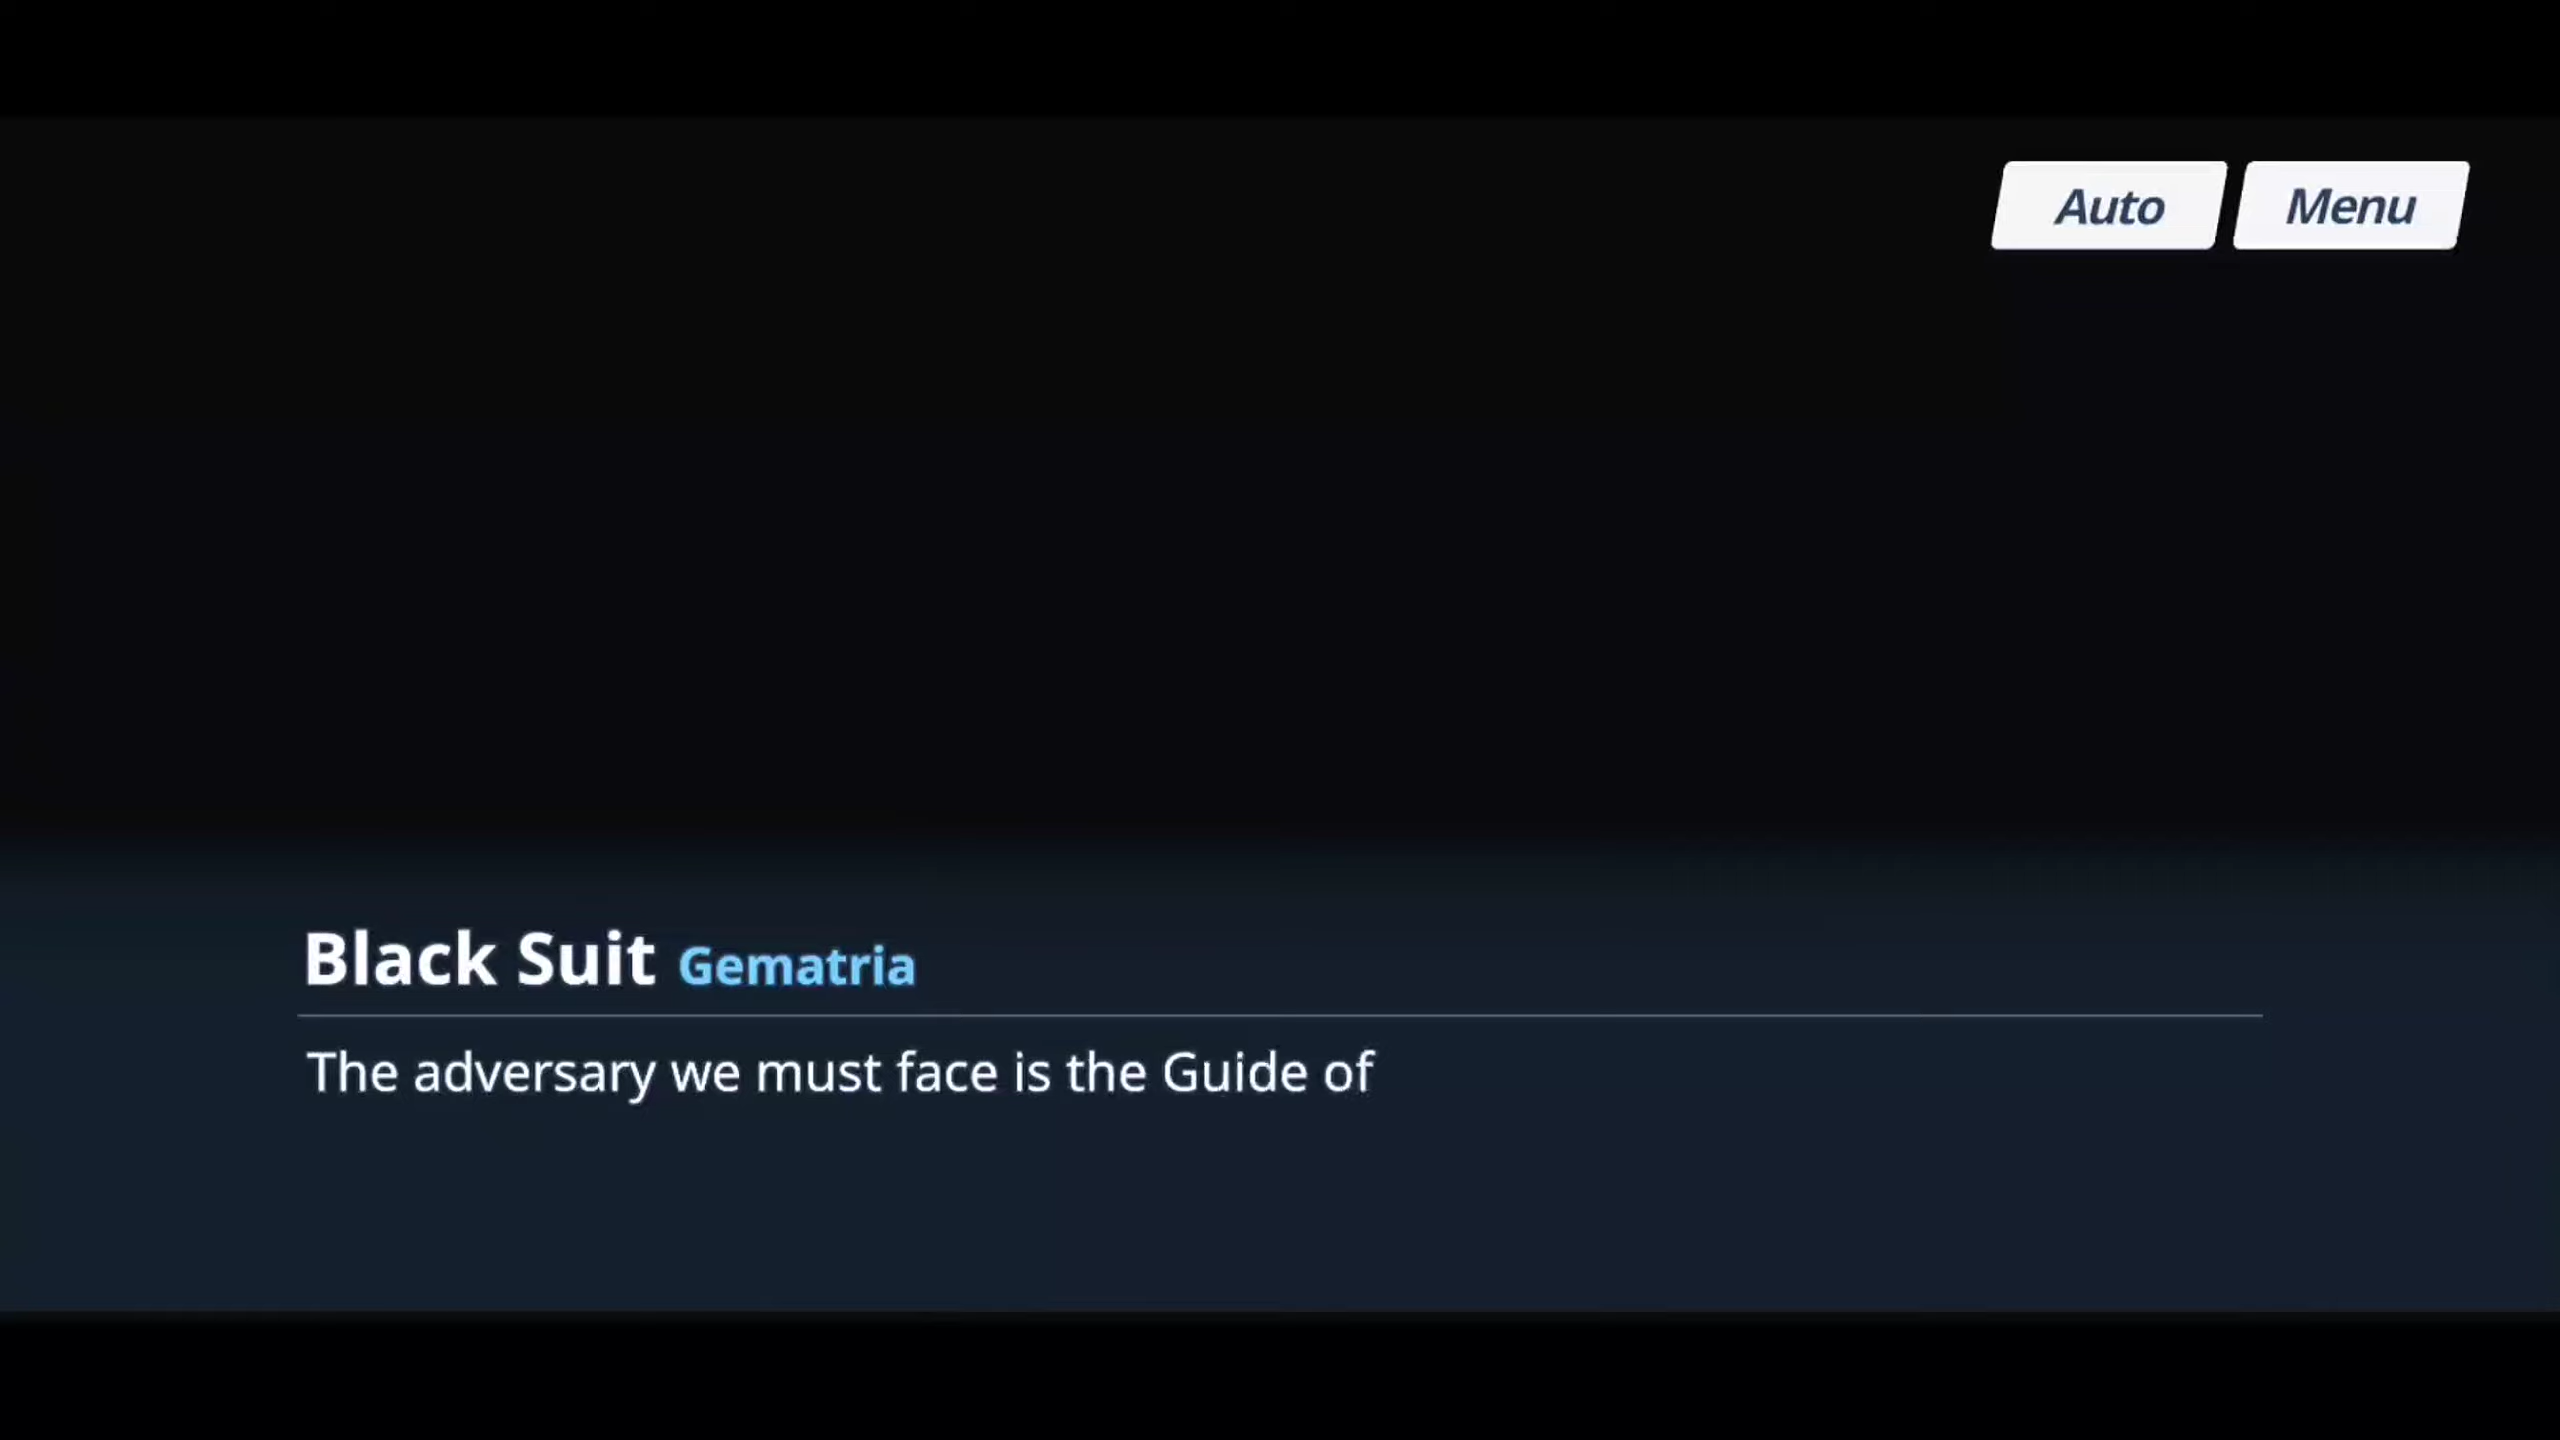 Auto Menu
Black Suit Gematria
The adversary we must face is the Guide of